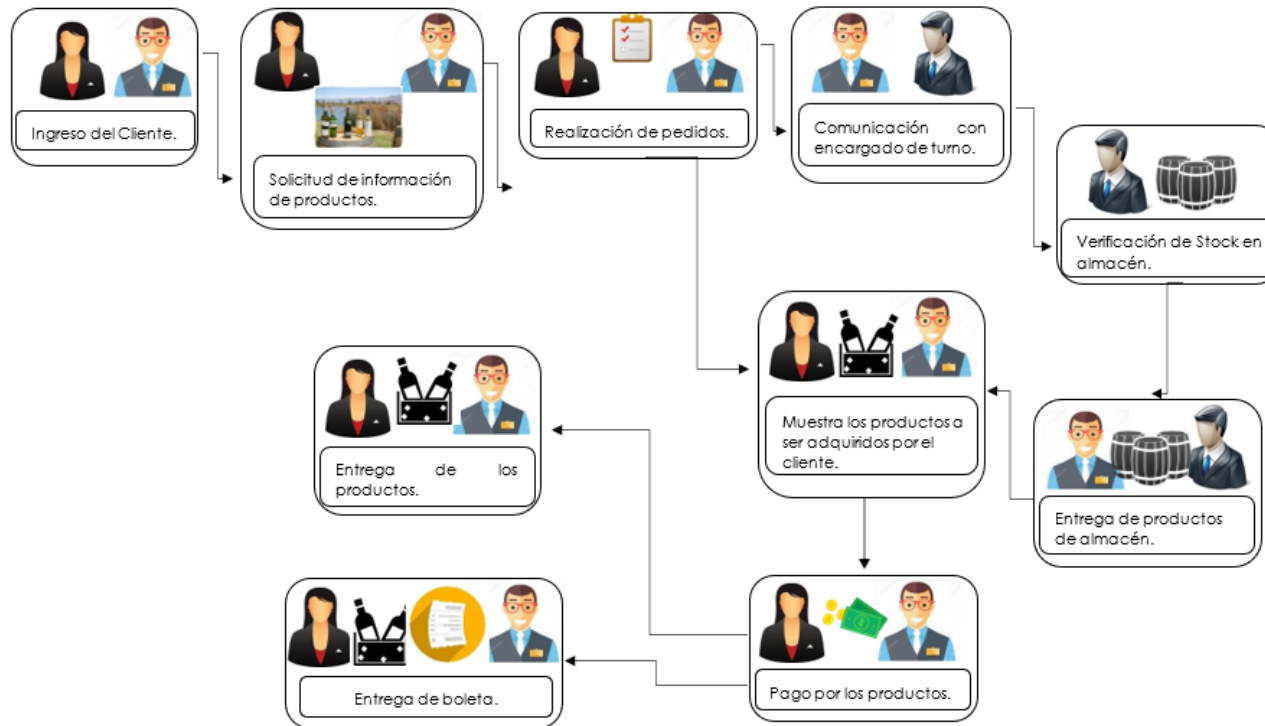 Ingreso del Cliente.
Solicitud de información
de productos.
Realización de pedidos.
Comunicación con
encargado de turno.
Verificación de Stock en
almacén.
Entrega de productos
de almacén.
Muestra los productos a
ser adquiridos por el
cliente.
Pago por los productos.
Entrega de los
productos.
Entrega de boleta.